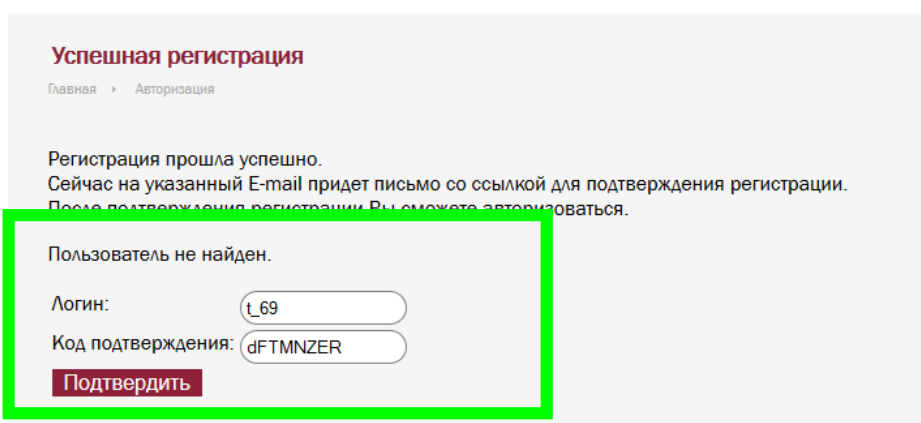 Успешная регистрация
Главная ▸ Авторизация
Регистрация прошла успешно.
Сейчас на указанный E-mail придет письмо со ссылкой для подтверждения регистрации.
После подтверждения регистрации Вы сможете авторизоваться.
Пользователь не найден.
Логин: t_69
Код подтверждения: dFTMNZER
Подтвердить